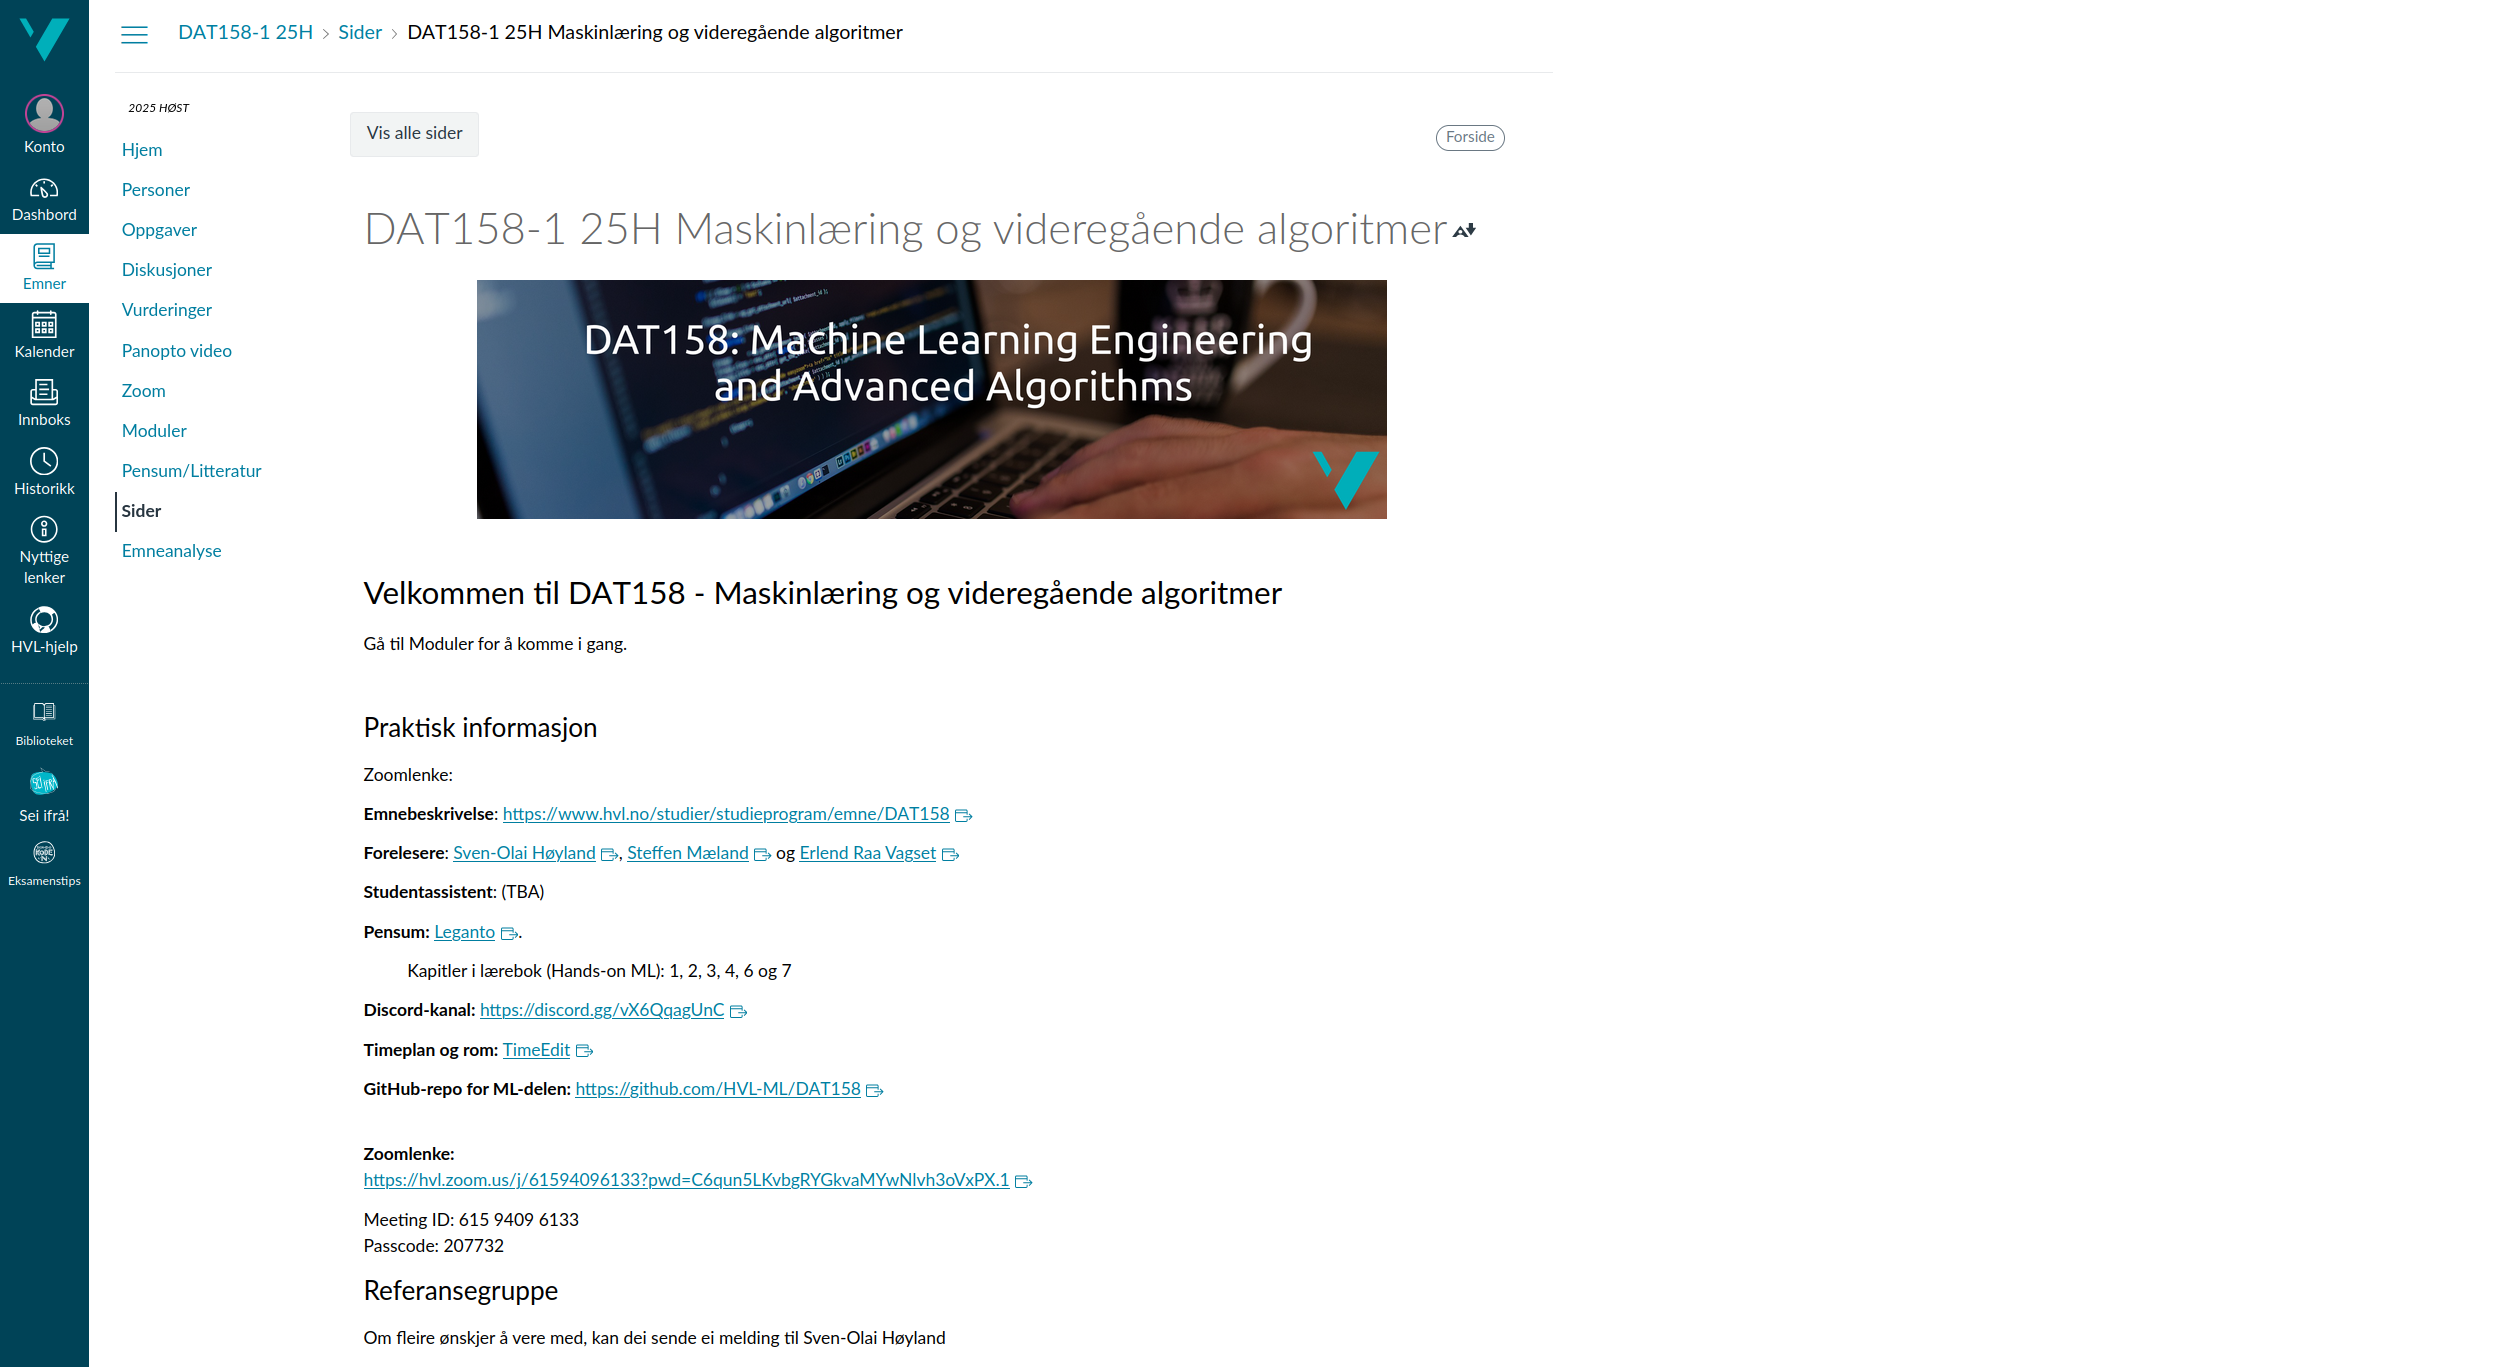 DAT158-1 25H > Sider > DAT158-1 25H Maskinlæring og videregående algoritmer
Konto
Dashbord
Emner
Kalender
Innboks
Historikk
Nyttige
lenker
HVL-hjelp
Biblioteket
Sei ifrå!
Eksamenstips
2025 HØST
Hjem
Personer
Oppgaver
Diskusjoner
Vurderinger
Panopto video
Zoom
Moduler
Pensum/Litteratur
Sider
Emneanalyse
Vis alle sider
Forside
DAT158-1 25H Maskinlæring og videregående algoritmer
DAT158: Machine Learning Engineering
and Advanced Algorithms
Velkommen til DAT158 - Maskinlæring og videregående algoritmer
Gå til Moduler for å komme i gang.
Praktisk informasjon
Zoomlenke:
Emnebeskrivelse: https://www.hvl.no/studier/studieprogram/emne/DAT158
Forelesere: Sven-Olai Høyland, Steffen Mæland og Erlend Raa Vagset
Studentassistent: (TBA)
Pensum: Leganto.
Kapitler i lærebok (Hands-on ML): 1, 2, 3, 4, 6 og 7
Discord-kanal: https://discord.gg/vX6QqagUnC
Timeplan og rom: TimeEdit
GitHub-repo for ML-delen: https://github.com/HVL-ML/DAT158
Zoomlenke:
https://hvl.zoom.us/j/61594096133?pwd=C6qun5LKvbgRYGkvaMYwNlvh3oVxPX.1
Meeting ID: 615 9409 6133
Passcode: 207732
Referansegruppe
Om fleire ønskjer å vere med, kan dei sende ei melding til Sven-Olai Høyland